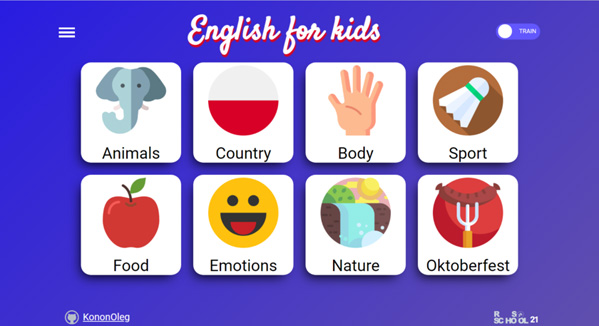 English for kids
TRAIN
Animals
Country
Body
Sport
Food
Emotions
Nature
Oktoberfest
KononOleg
RS
SCHOOL 21